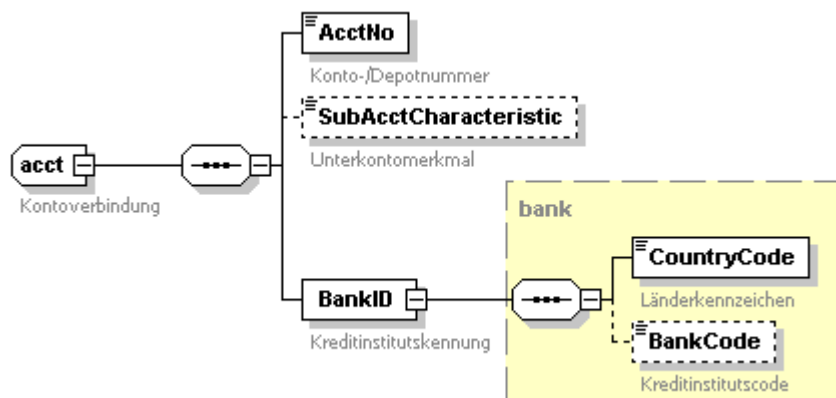 AcctNo
Konto-/Depotnummer
SubAcctCharacteristic
Unterkontomerkmal
acct
Kontoverbindung
bank
CountryCode
Länderkennzeichen
BankID
Kreditinstitutskennung
BankCode
Kreditinstitutscode